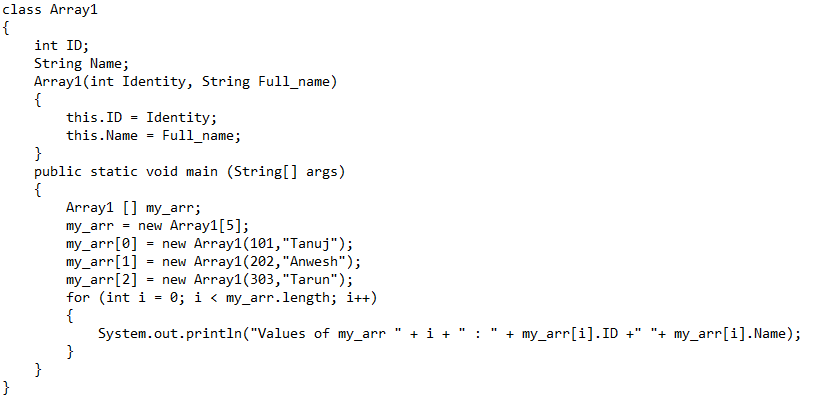 class Array1
{
    int ID;
    String Name;
    Array1(int Identity, String Full_name)
    {
        this.ID = Identity;
        this.Name = Full_name;
    }
    public static void main (String[] args)
    {
        Array1 [] my_arr;
        my_arr = new Array1[5];
        my_arr[0] = new Array1(101,"Tanuj");
        my_arr[1] = new Array1(202,"Anwesh");
        my_arr[2] = new Array1(303,"Tarun");
        for (int i = 0; i < my_arr.length; i++)
        {
            System.out.println("Values of my_arr " + i + " : " + my_arr[i].ID +" "+ my_arr[i].Name);
        }
    }
}